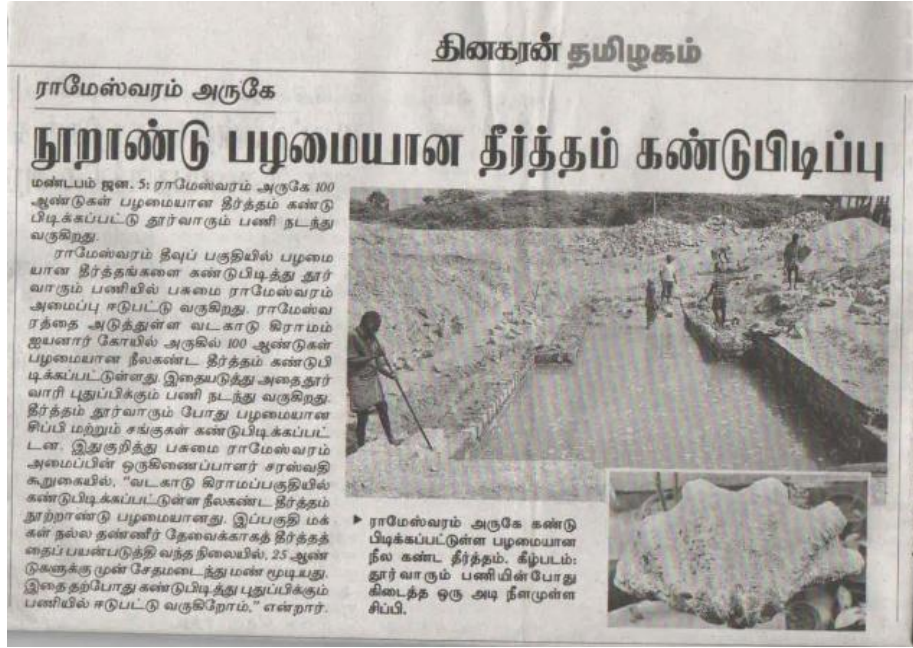 தினகரன் தமிழகம்
ராமேஸ்வரம் அருகே
நூறாண்டு பழமையான தீர்த்தம் கண்டுபிடிப்பு
மண்டபம் ஜன. 5: ராமேஸ்வரம் அருகே 100
ஆண்டுகள் பழமையான தீர்த்தம் கண்டு
பிடிக்கப்பட்டு தூர்வாரும் பணி நடந்து
வருகிறது.
ராமேஸ்வரம் தீவுப் பகுதியில் பழமை
யான தீர்த்தங்களை கண்டுபிடித்து தூர்
வாரும் பணியில் பசுமை ராமேஸ்வரம்
அமைப்பு ஈடுபட்டு வருகிறது. ராமேஸ்வ
ரத்தை அடுத்துள்ள வடகாடு கிராமம்
ஐயனார் கோயில் அருகில் 100 ஆண்டுகள்
பழமையான நீலகண்ட தீர்த்தம் கண்டுபி
டிக்கப்பட்டுள்ளது. இதையடுத்து அதை தூர்
வாரி புதுப்பிக்கும் பணி நடந்து வருகிறது.
தீர்த்தம் தூர்வாரும் போது பழமையான
சிப்பி மற்றும் சங்குகள் கண்டுபிடிக்கப்பட்
டன. இதுகுறித்து பசுமை ராமேஸ்வரம்
அமைப்பின் ஒருகிணைப்பாளர் சரஸ்வதி
கூறுகையில், "வடகாடு கிராமப்பகுதியில்
கண்டுபிடிக்கப்பட்டுள்ள நீலகண்ட தீர்த்தம்
நூற்றாண்டு பழமையானது. இப்பகுதி மக்
கள் நல்ல தண்ணீர் தேவைக்காகத் தீர்த்தத்
தைப் பயன்படுத்தி வந்த நிலையில், 25 ஆண்
டுகளுக்கு முன் சேதமடைந்து மண் மூடியது.
இதை தற்போது கண்டுபிடித்து புதுப்பிக்கும்
பணியில் ஈடுபட்டு வருகிறோம்," என்றார்.
ராமேஸ்வரம் அருகே கண்டு
பிடிக்கப்பட்டுள்ள பழமையான
நீல கண்ட தீர்த்தம். கீழ்படம்:
தூர்வாரும் பணியின்போது
கிடைத்த ஒரு அடி நீளமுள்ள
சிப்பி.